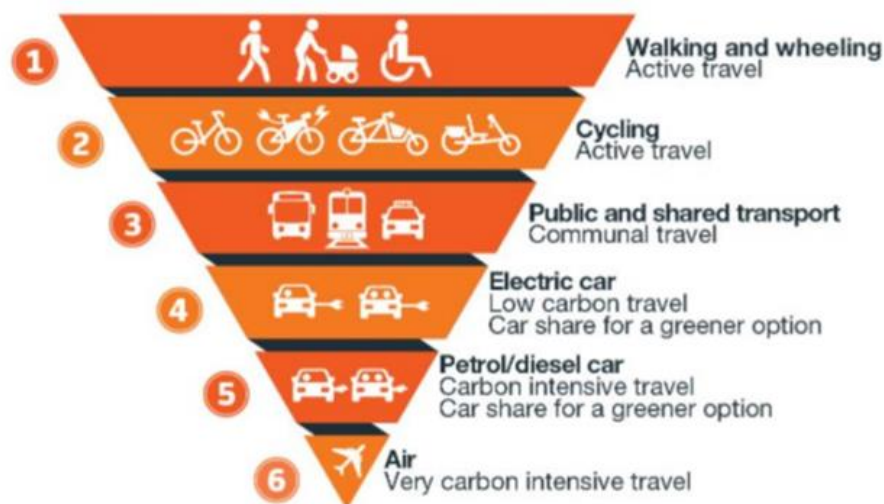 1
Walking and wheeling
Active travel
2
Cycling
Active travel
3
Public and shared transport
Communal travel
4
Electric car
Low carbon travel
Car share for a greener option
5
Petrol/diesel car
Carbon intensive travel
Car share for a greener option
6
Air
Very carbon intensive travel